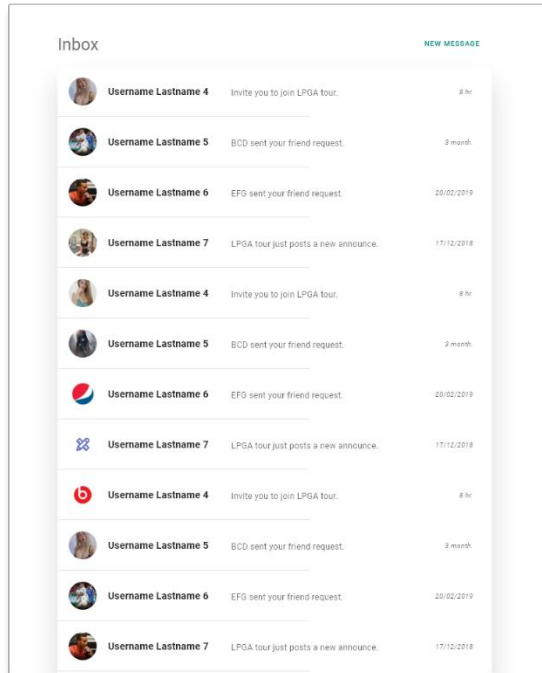 Inbox NEW MESSAGE
Username Lastname 4 Invite you to join LPGA tour. 8 hr.
Username Lastname 5 BCD sent your friend request. 3 month.
Username Lastname 6 EFG sent your friend request. 20/02/2019
Username Lastname 7 LPGA tour just posts a new announce. 17/12/2018
Username Lastname 4 Invite you to join LPGA tour. 8 hr.
Username Lastname 5 BCD sent your friend request. 3 month.
Username Lastname 6 EFG sent your friend request. 20/02/2019
Username Lastname 7 LPGA tour just posts a new announce. 17/12/2018
Username Lastname 4 Invite you to join LPGA tour. 8 hr.
Username Lastname 5 BCD sent your friend request. 3 month.
Username Lastname 6 EFG sent your friend request. 20/02/2019
Username Lastname 7 LPGA tour just posts a new announce. 17/12/2018